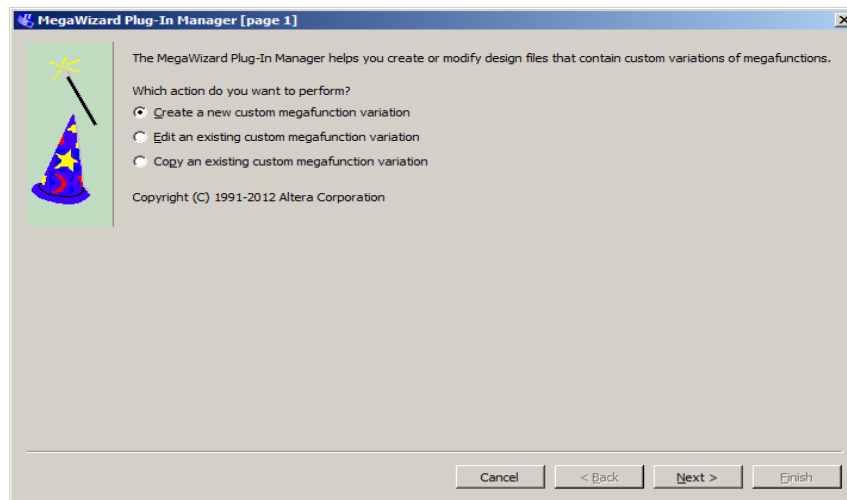 MegaWizard Plug-In Manager [page 1]
The MegaWizard Plug-In Manager helps you create or modify design files that contain custom variations of megafunctions.
Which action do you want to perform?
Create a new custom megafunction variation
Edit an existing custom megafunction variation
Copy an existing custom megafunction variation
Copyright (C) 1991-2012 Altera Corporation
Cancel < Back Next > Finish